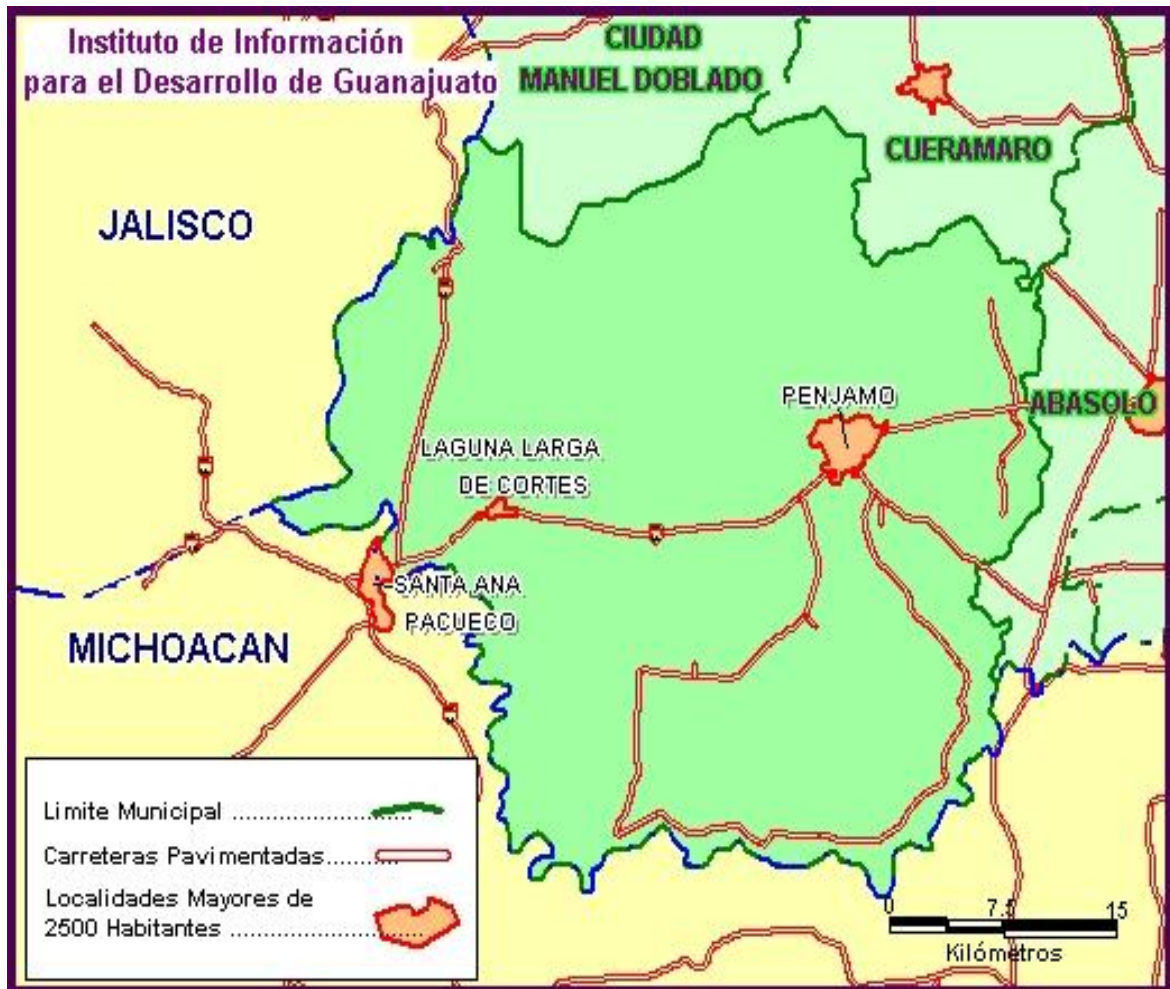 Instituto de Información
para el Desarrollo de Guanajuato
CIUDAD
MANUEL DOBLADO
CUERAMARO
JALISCO
PENJAMO
ABASOLO
LAGUNA LARGA
DE CORTES
SANTA ANA
PACUECO
MICHOACAN
Limite Municipal ........................
Carreteras Pavimentadas..........
Localidades Mayores de
2500 Habitantes ........................
0 7.5 15
Kilómetros